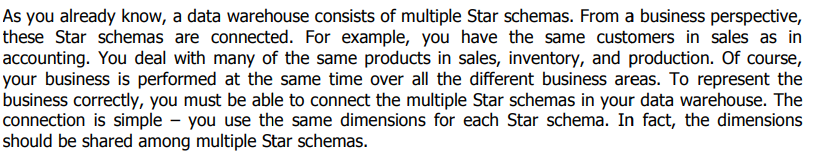 As you already know, a data warehouse consists of multiple Star schemas. From a business perspective,
these Star schemas are connected. For example, you have the same customers in sales as in
accounting. You deal with many of the same products in sales, inventory, and production. Of course,
your business is performed at the same time over all the different business areas. To represent the
business correctly, you must be able to connect the multiple Star schemas in your data warehouse. The
connection is simple – you use the same dimensions for each Star schema. In fact, the dimensions
should be shared among multiple Star schemas.